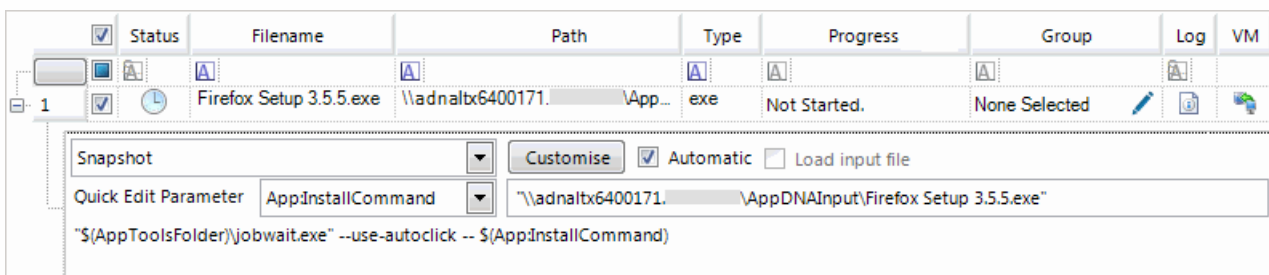 Status Filename Path Type Progress Group Log VM
1 Firefox Setup 3.5.5.exe \\adnaltx6400171. \App... exe Not Started. None Selected
Snapshot Customise Automatic Load input file
Quick Edit Parameter App:InstallCommand "\\adnaltx6400171. \AppDNAInput\Firefox Setup 3.5.5.exe"
"$(AppToolsFolder)\jobwait.exe" --use-autoclick -- $(App:InstallCommand)